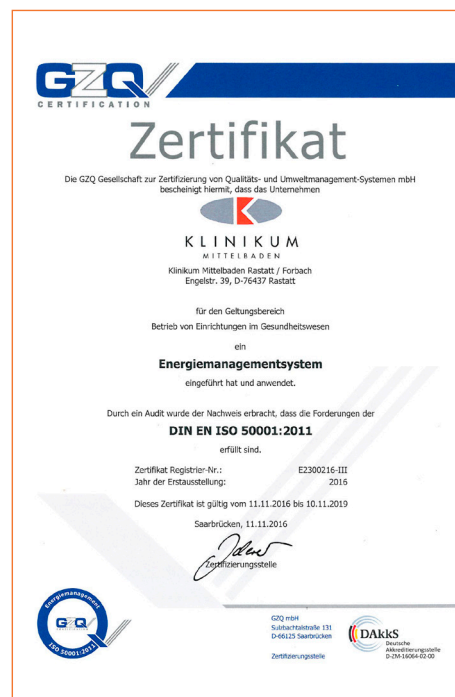 GZQ
CERTIFICATION
Zertifikat
Die GZQ Gesellschaft zur Zertifizierung von Qualitäts- und Umweltmanagement-Systemen mbH
bescheinigt hiermit, dass das Unternehmen
KLINIKUM
MITTELBADEN
Klinikum Mittelbaden Rastatt / Forbach
Engelstr. 39, D-76437 Rastatt
für den Geltungsbereich
Betrieb von Einrichtungen im Gesundheitswesen
ein
Energiemanagementsystem
eingeführt hat und anwendet.
Durch ein Audit wurde der Nachweis erbracht, dass die Forderungen der
DIN EN ISO 50001:2011
erfüllt sind.
Zertifikat Registrier-Nr.: E2300216-III
Jahr der Erstausstellung: 2016
Dieses Zertifikat ist gültig vom 11.11.2016 bis 10.11.2019
Saarbrücken, 11.11.2016
Zertifizierungsstelle
Energiemanagement
GZQ
ISO 50001:2011
GZQ mbH
Sulzbachtalstraße 131
D-66125 Saarbrücken
Zertifizierungsstelle
DAkkS
Deutsche
Akkreditierungsstelle
D-ZM-16064-02-00